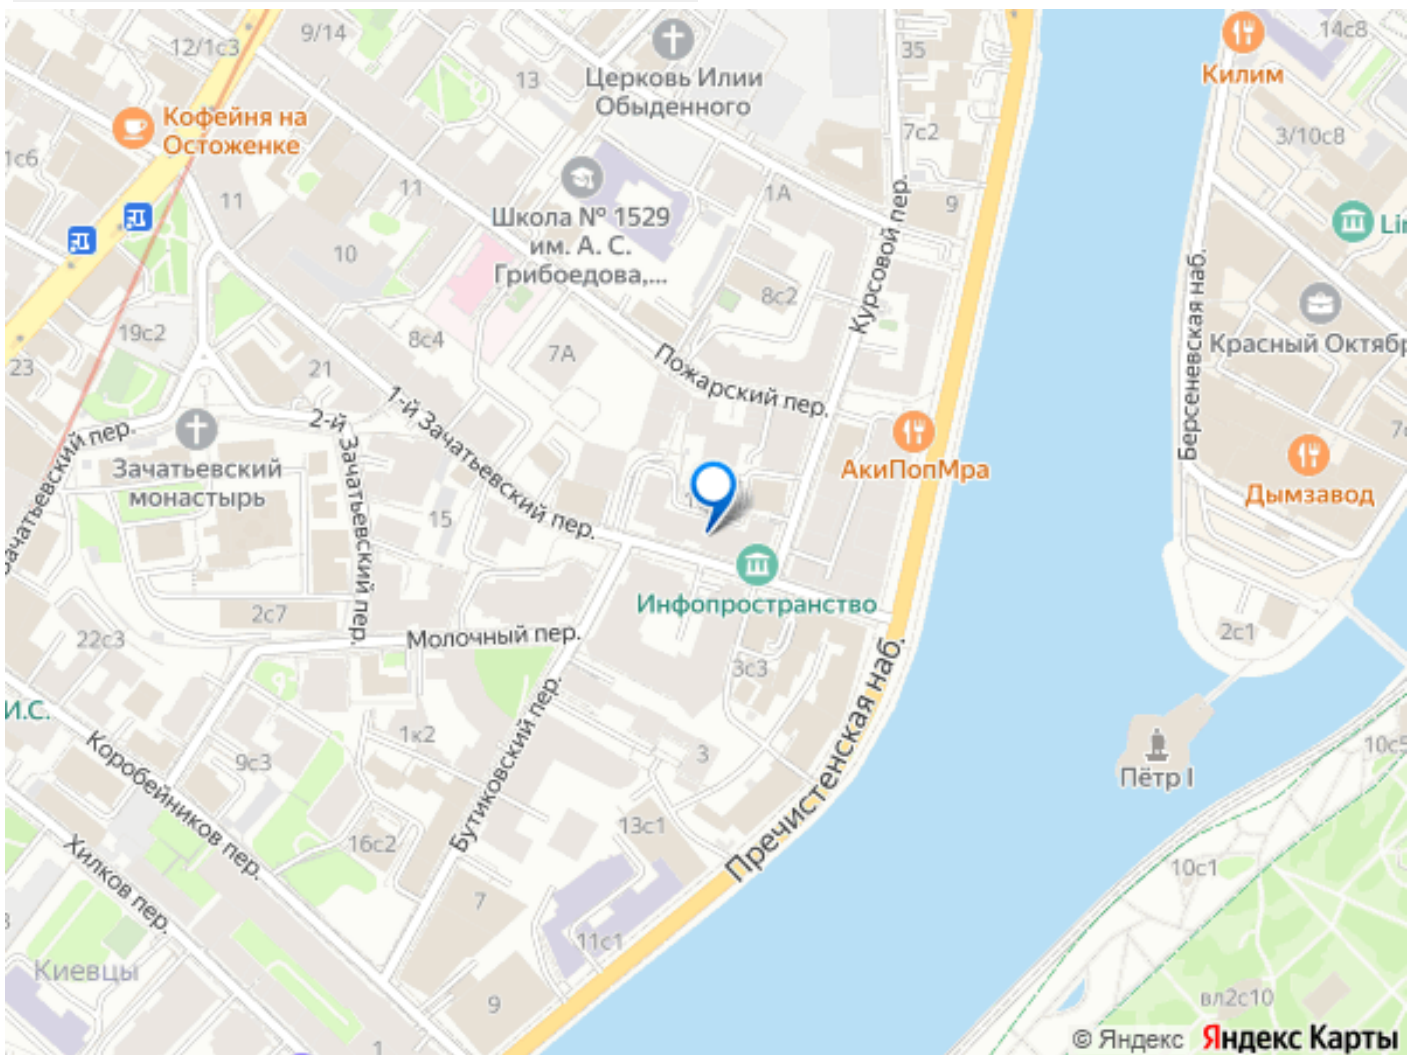 12/1с3
9/14
Церковь Илии
Обыденного
35
14с8
Килим
Кофейня на
Остоженке
13
7с2
3/10с8
1с6
11
11
Школа № 1529
им. А. С.
Грибоедова,...
1А
9
Курсовой пер.
Lin
10
8с2
Берсеневская наб.
Красный Октябр
19с2
8с4
7А
23
21
Пожарский пер.
1-й Зачатьевский пер.
2-й Зачатьевский пер.
Зачатьевский пер.
Зачатьевский
монастырь
АкиПопМра
Дымзавод
15
Инфопространство
2с7
22с3
Молочный пер.
3с3
2с1
И.С.
Коробейников пер.
9с3
1к2
Бутиковский пер.
3
Пречистенская наб.
Пётр I
10с5
Хилков пер.
16с2
13с1
10с1
7
11с1
Киевцы
9
вл2с10
1
© Яндекс Яндекс Карты